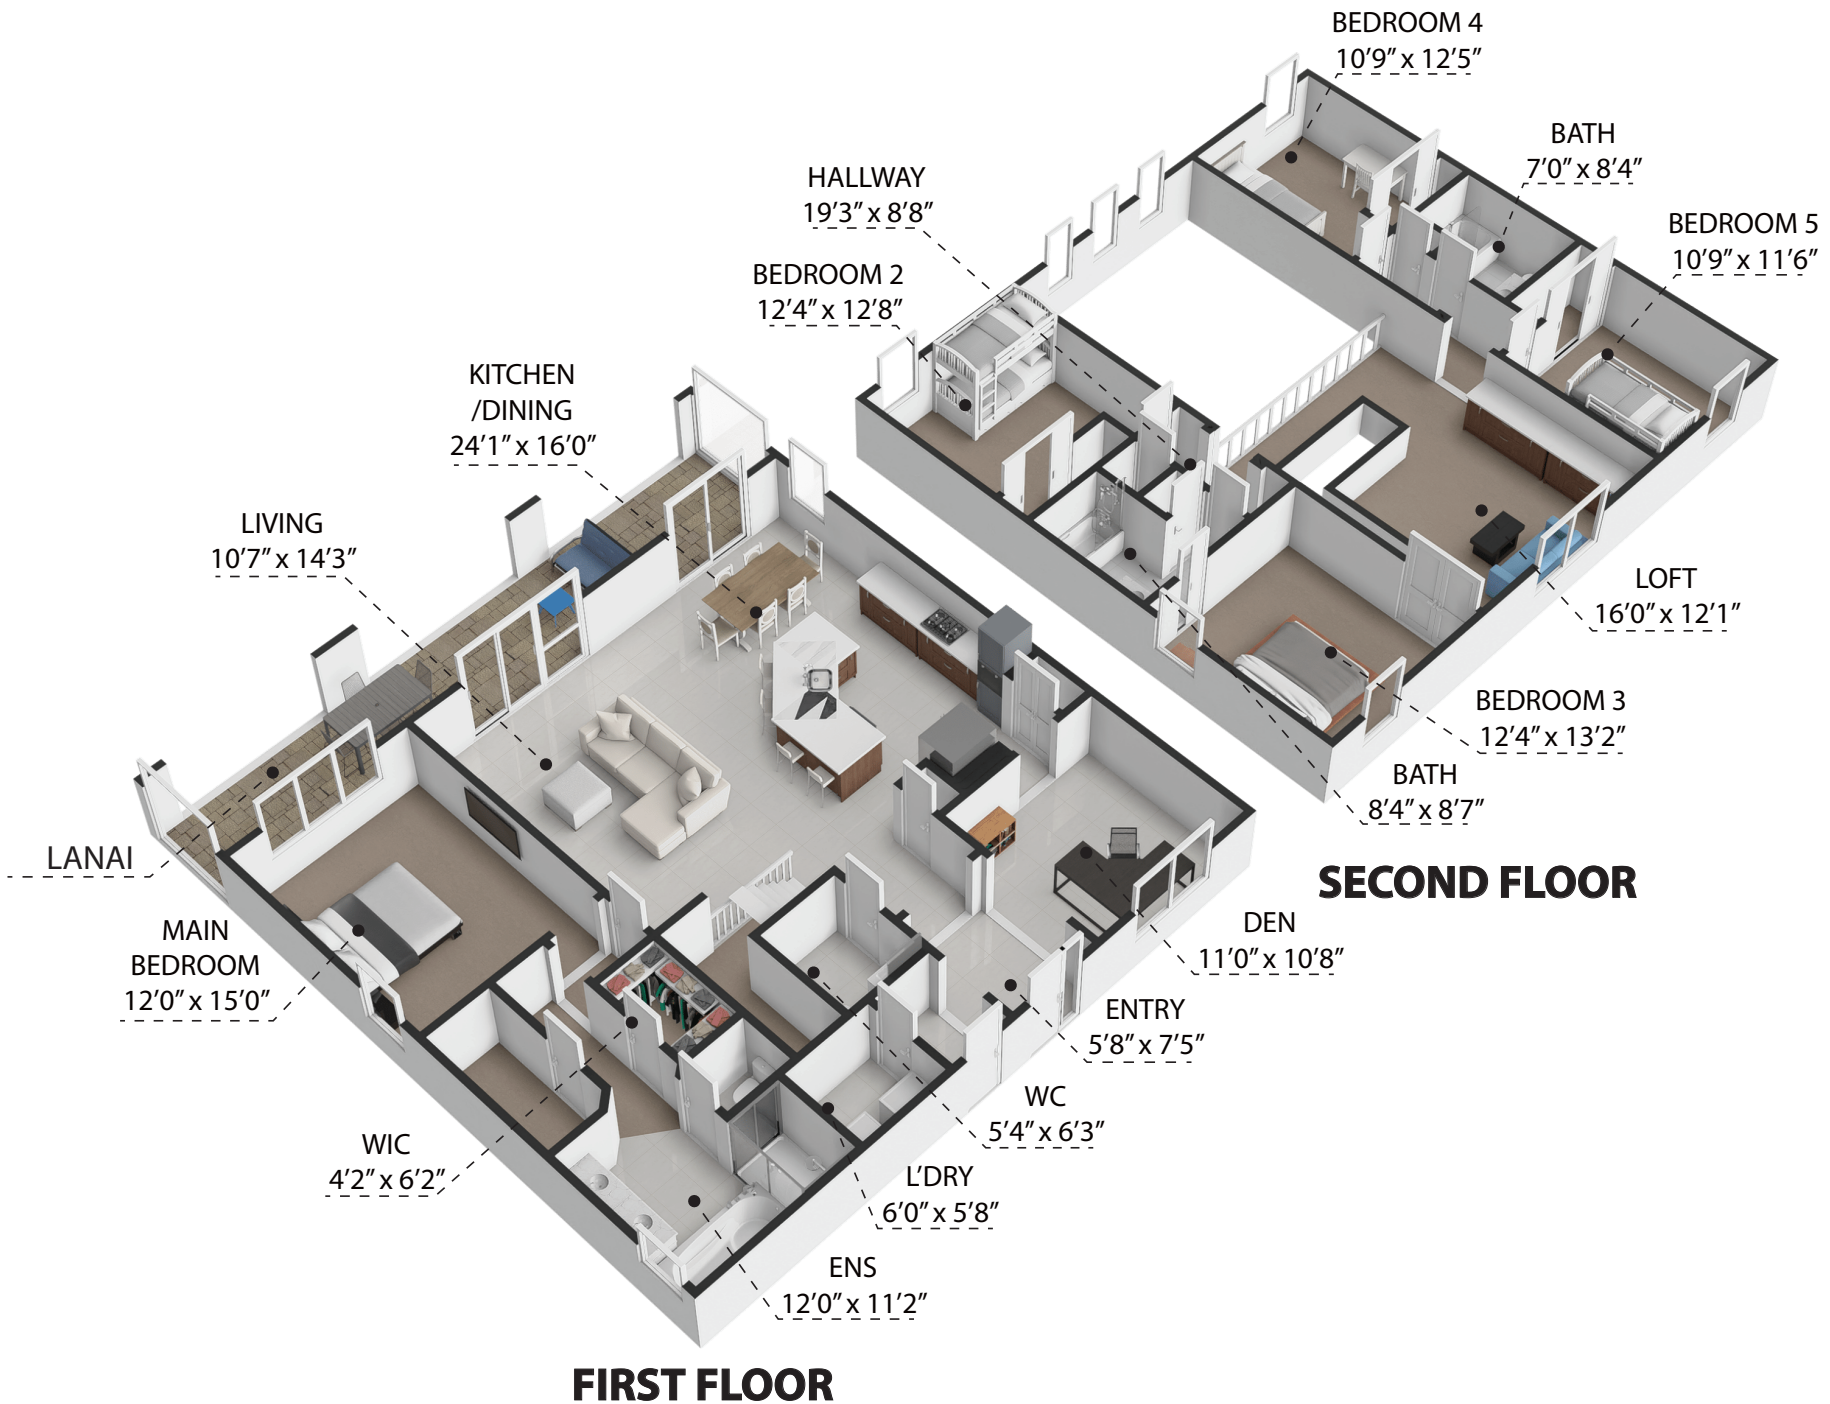 BEDROOM 4
10’9” x 12’5”
BATH
7’0” x 8’4”
HALLWAY
19’3” x 8’8”
BEDROOM 5
10’9” x 11’6”
BEDROOM 2
12’4” x 12’8”
KITCHEN
/DINING
24’1” x 16’0”
LIVING
10’7” x 14’3”
LOFT
16’0” x 12’1”
BEDROOM 3
12’4” x 13’2”
BATH
8’4” x 8’7”
LANAI
SECOND FLOOR
MAIN
BEDROOM
12’0” x 15’0”
DEN
11’0” x 10’8”
ENTRY
5’8” x 7’5”
WC
5’4” x 6’3”
WIC
4’2” x 6’2”
L’DRY
6’0” x 5’8”
ENS
12’0” x 11’2”
FIRST FLOOR